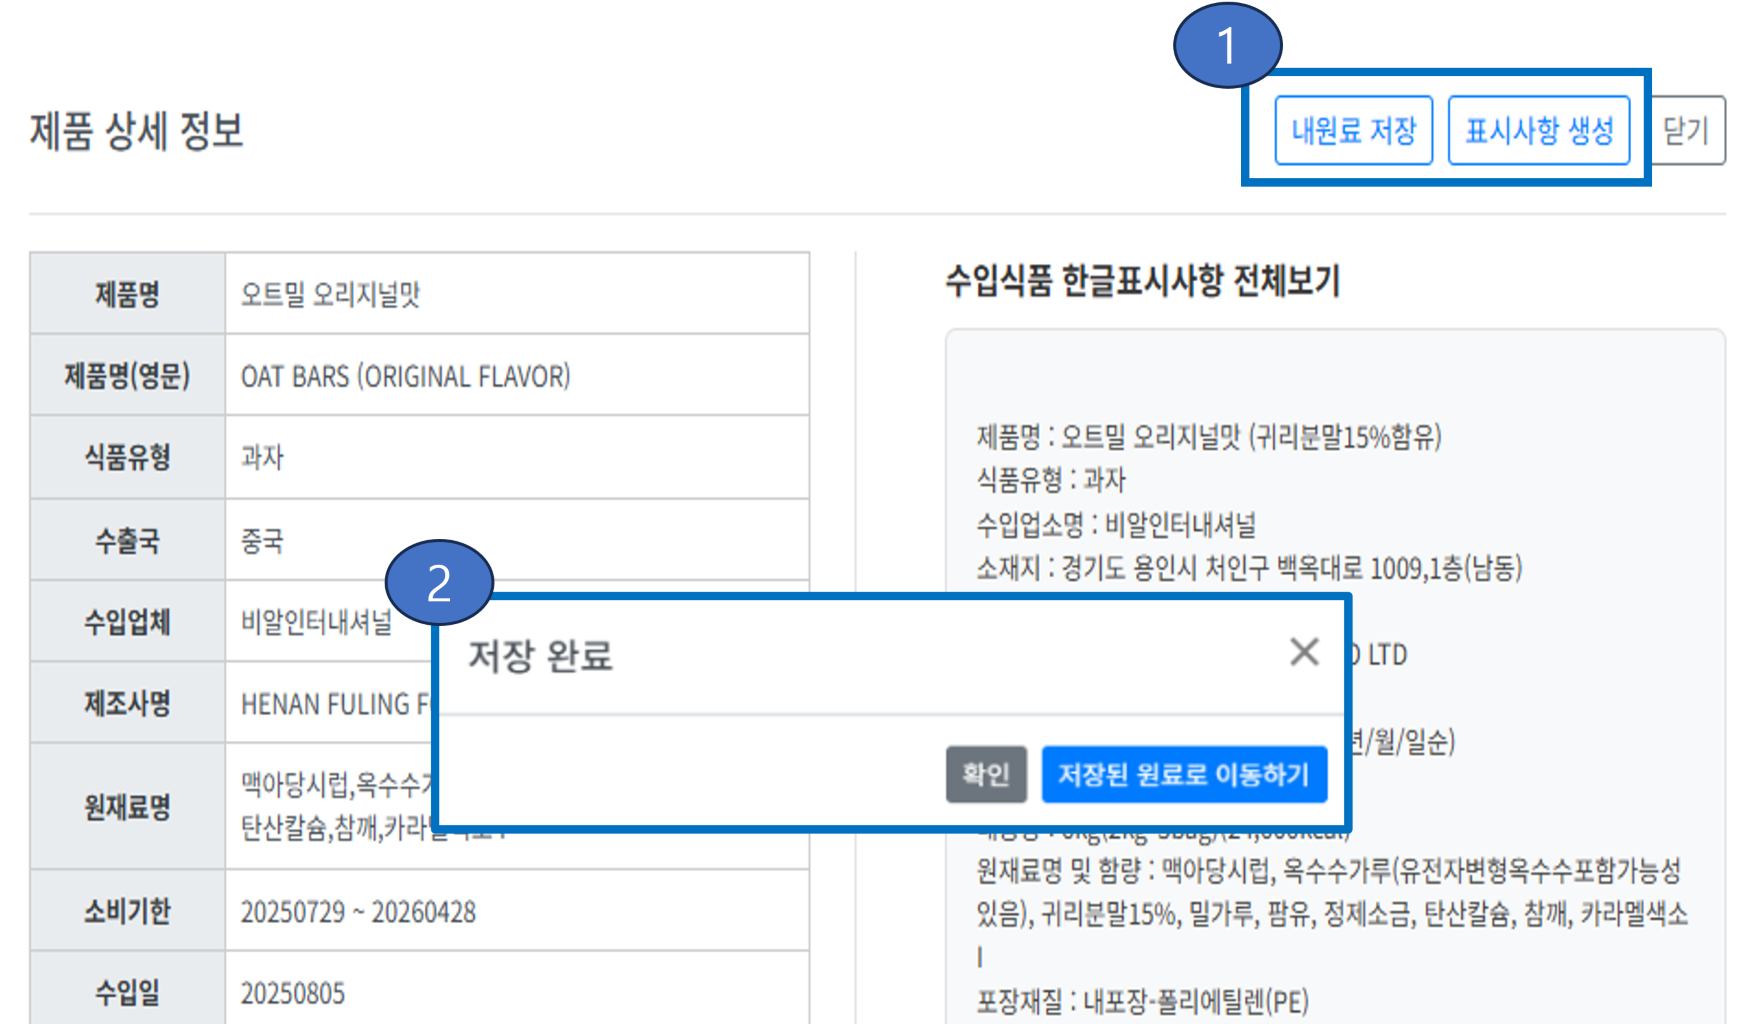 1
제품 상세 정보
내원료 저장
표시사항 생성
닫기
제품명 오트밀 오리지널맛
제품명(영문) OAT BARS (ORIGINAL FLAVOR)
식품유형 과자
수출국 중국
수입업체 비알인터내셔널
제조사명 HENAN FULING
원재료명 맥아당시럽,옥수수
탄산칼슘,참깨,카라
소비기한 20250729 ~ 20260428
수입일 20250805
수입식품 한글표시사항 전체보기
제품명 : 오트밀 오리지널맛 (귀리분말15%함유)
식품유형 : 과자
수입업소명 : 비알인터내셔널
소재지 : 경기도 용인시 처인구 백옥대로 1009,1층(남동)
LTD
/월/일순)
원재료명 및 함량 : 맥아당시럽, 옥수수가루(유전자변형옥수수포함가능성
있음), 귀리분말15%, 밀가루, 팜유, 정제소금, 탄산칼슘, 참깨, 카라멜색소
I
포장재질 : 내포장-폴리에틸렌(PE)
2
저장 완료
×
확인
저장된 원료로 이동하기